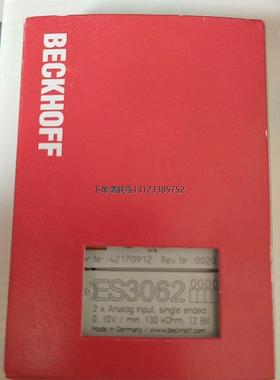 BECKHOFF
下单请联系13123385752
er Nr. 42170912 Rev Nr 0020
ES3062 0000
2 x Analog Input, single ended
0..10V / min. 130 kOhm 12 Bit
Made in Germany / www.beckhoff.com